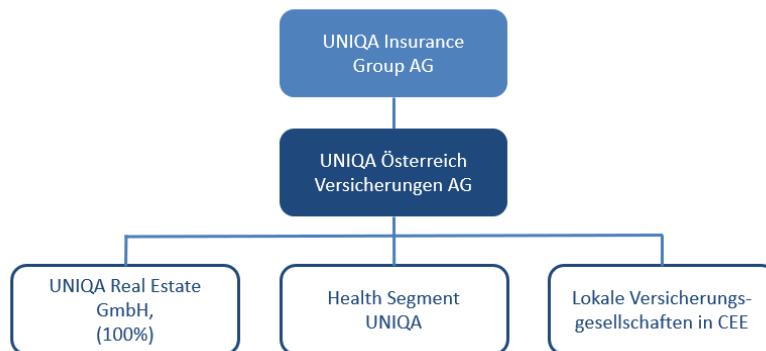 UNIQA Insurance
Group AG
UNIQA Österreich
Versicherungen AG
UNIQA Real Estate
GmbH,
(100%)
Health Segment
UNIQA
Lokale Versicherungs-
gesellschaften in CEE